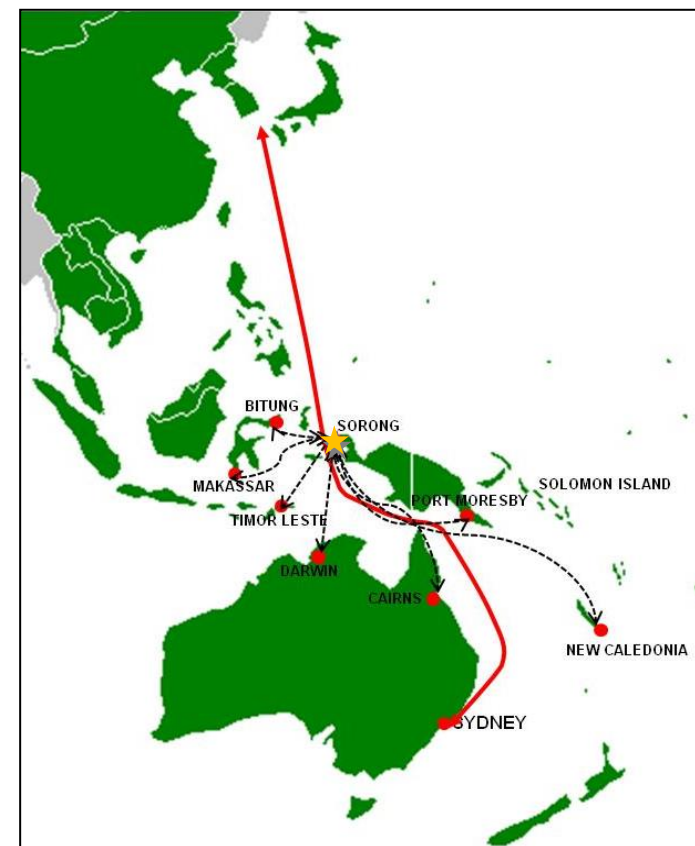 BITUNG
SORONG
MAKASSAR
SOLOMON ISLAND
PORT MORESBY
TIMOR LESTE
DARWIN
CAIRNS
NEW CALEDONIA
SYDNEY